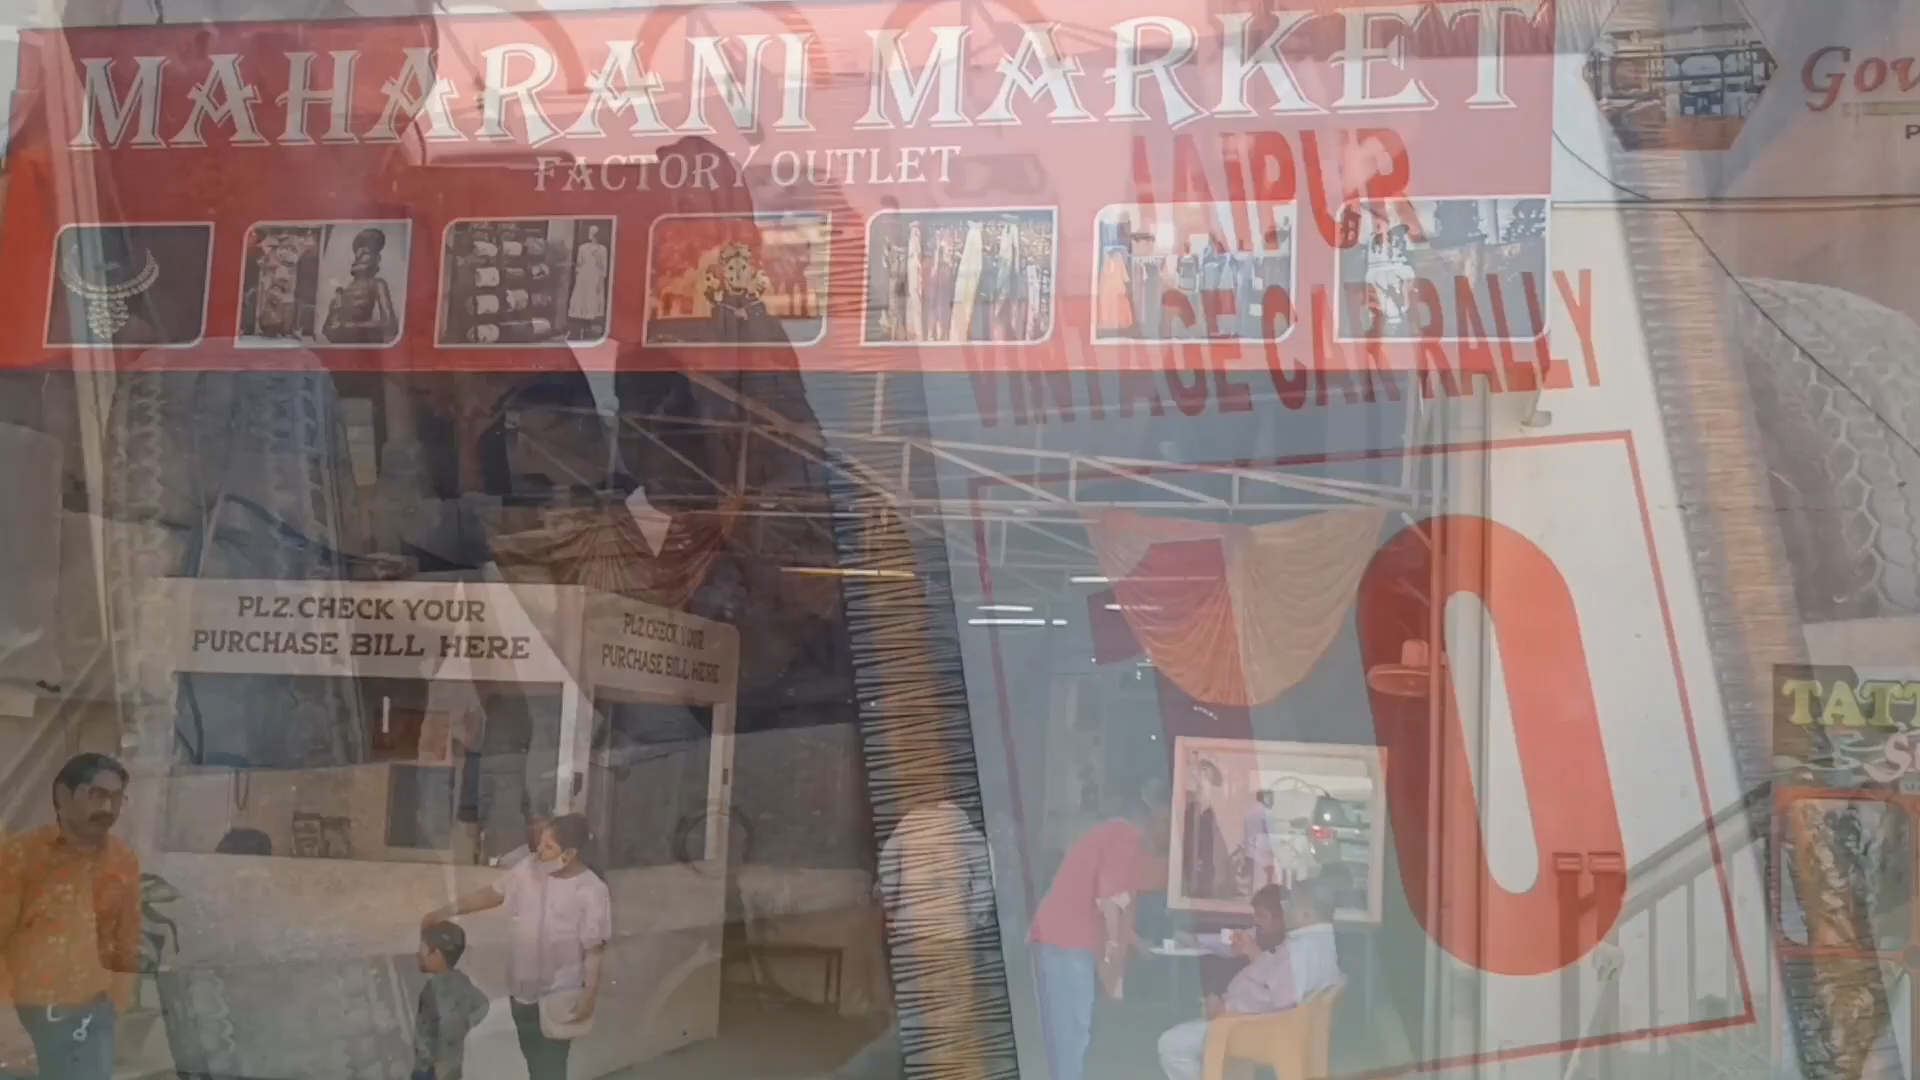 MAHARANI MARKET
FACTORY OUTLET
JAIPUR
VINTAGE CAR RALLY
0
PLZ.CHECK YOUR
PURCHASE BILL HERE
PLZ.CHECK YOUR
PURCHASE BILL HERE